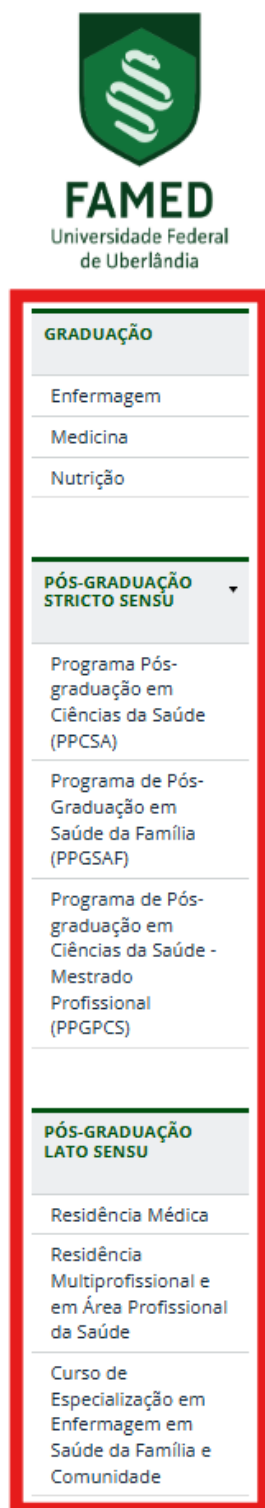 FAMED
Universidade Federal
de Uberlândia
GRADUAÇÃO
Enfermagem
Medicina
Nutrição
PÓS-GRADUAÇÃO
STRICTO SENSU
Programa Pós-
graduação em
Ciências da Saúde
(PPCSA)
Programa de Pós-
Graduação em
Saúde da Família
(PPGSAF)
Programa de Pós-
graduação em
Ciências da Saúde -
Mestrado
Profissional
(PPGPCS)
PÓS-GRADUAÇÃO
LATO SENSU
Residência Médica
Residência
Multiprofissional e
em Área Profissional
da Saúde
Curso de
Especialização em
Enfermagem em
Saúde da Família e
Comunidade